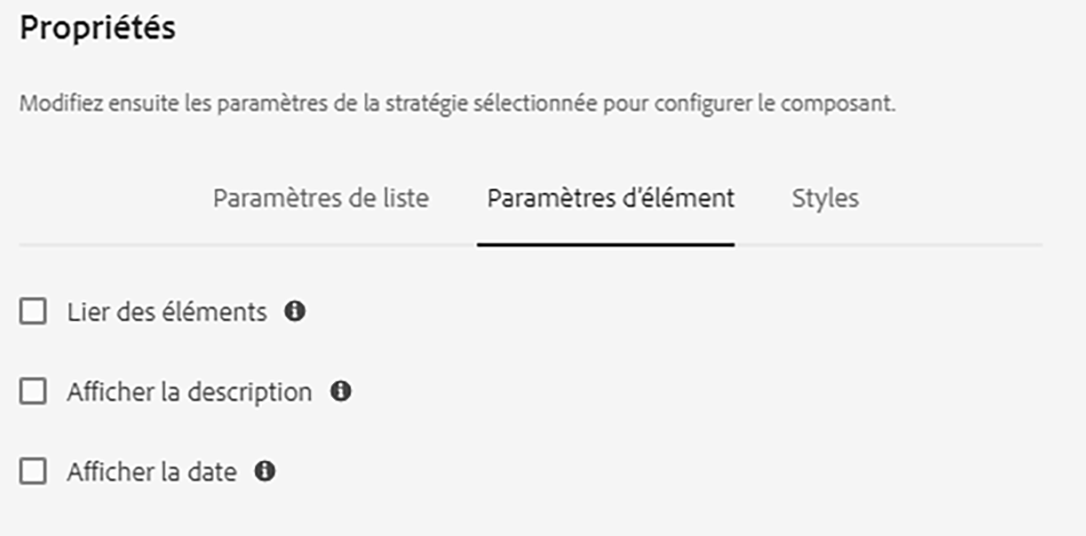 Propriétés
Modifiez ensuite les paramètres de la stratégie sélectionnée pour configurer le composant.
Paramètres de liste Paramètres d'élément Styles
Lier des éléments
Afficher la description
Afficher la date